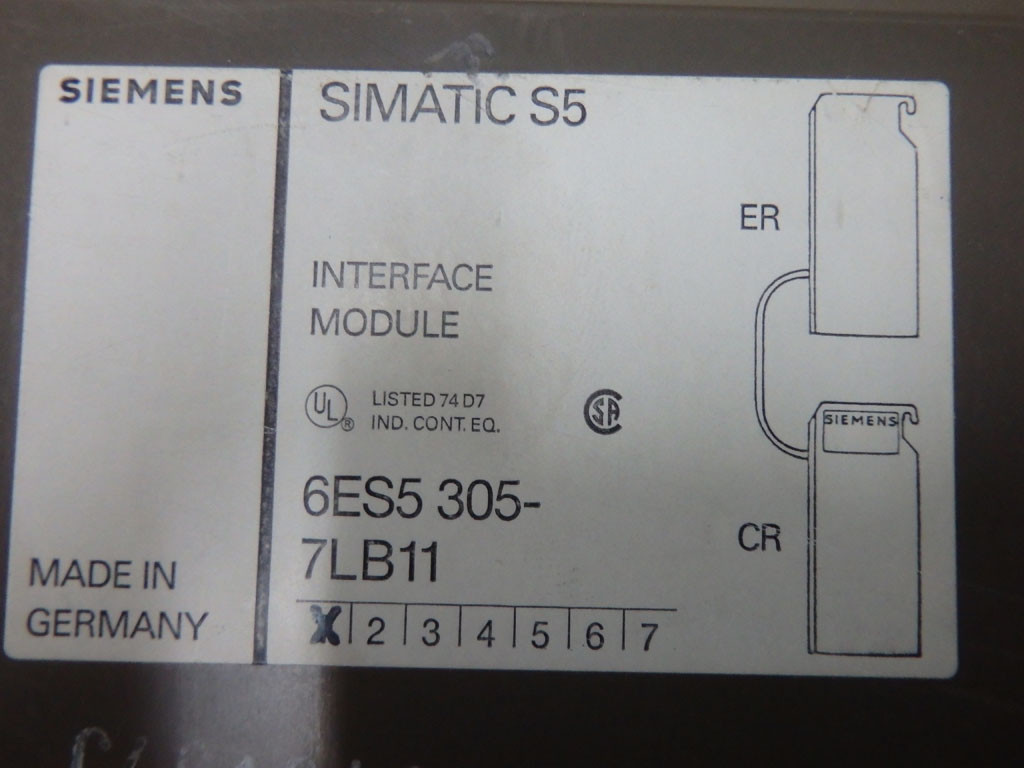 SIEMENS
SIMATIC S5
ER
INTERFACE
MODULE
UL ® LISTED 74 D7
IND. CONT. EQ.
SA
SIEMENS
6ES5 305-
7LB11
CR
MADE IN
GERMANY
X 2 3 4 5 6 7